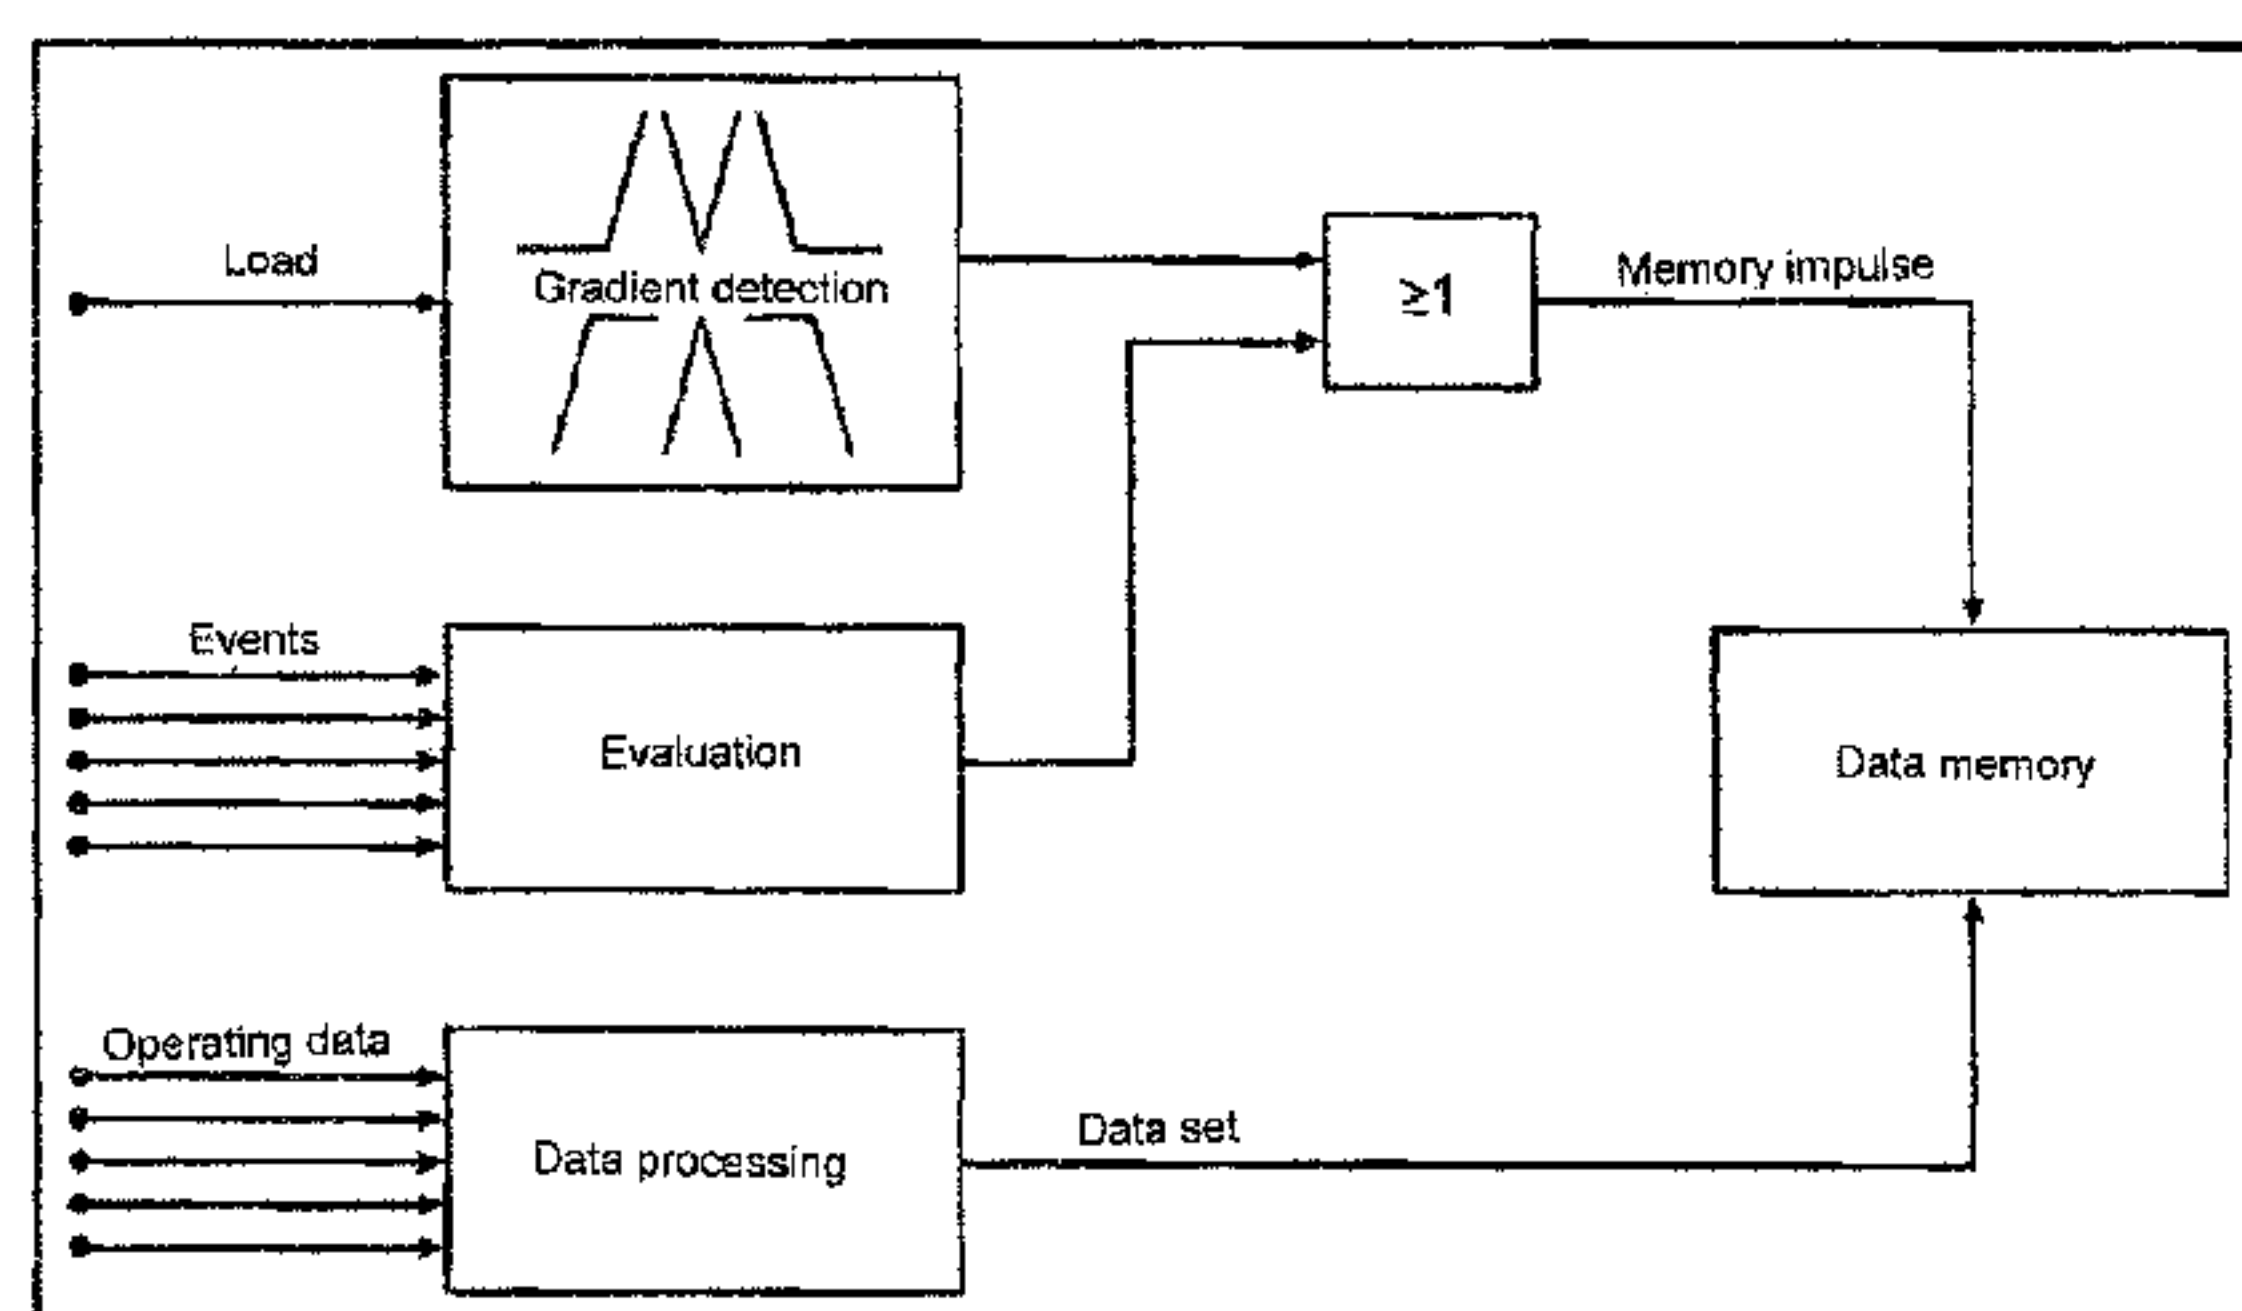 Load
Gradient detection
≥1
Memory impulse
Events
Evaluation
Data memory
Operating data
Data processing
Data set